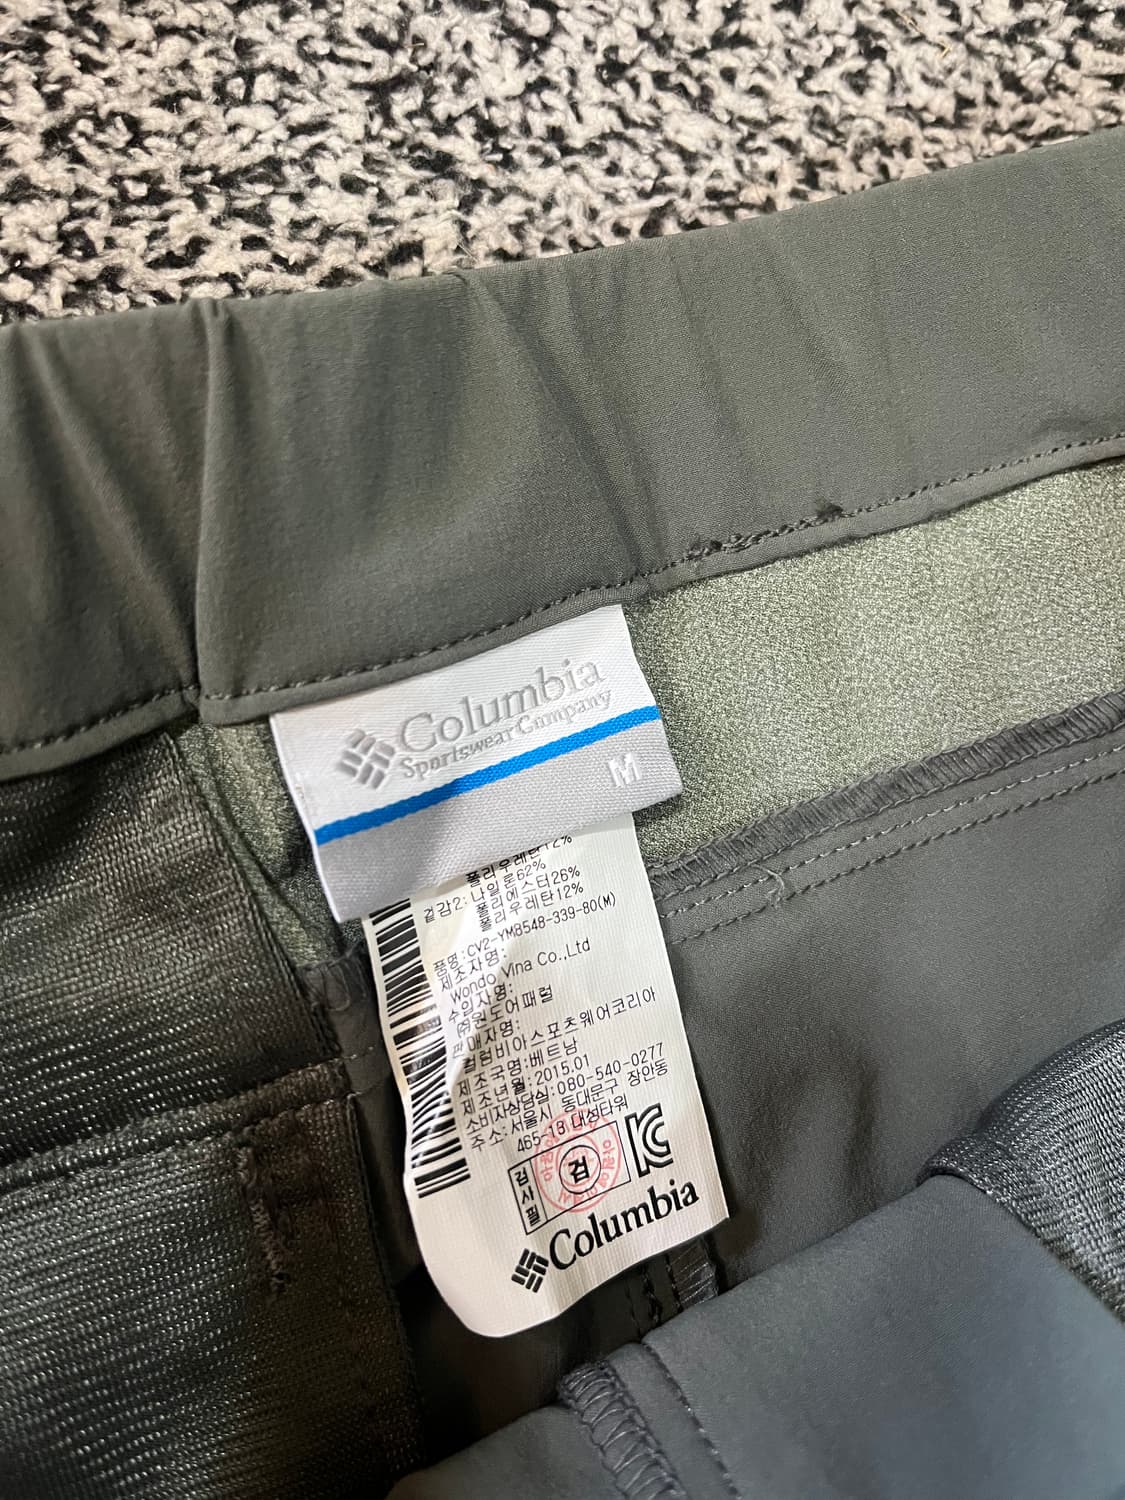 Columbia
Sportswear Company
M
폴리우레탄12%
겉감2: 나일론62%
폴리에스터26%
폴리우레탄12%
품명:CV2-YM8548-339-80(M)
제조자명:
Wondo Vina Co.,Ltd
수입자명:
원도어패럴
판매자명:
컬럼비아스포츠웨어코리아
제조국명:베트남
제조년월:2015.01
소비자상담실:080-540-0277
주소:서울시 동대문구 장안동
465-13 대성타워
검사필
검
KC
Columbia